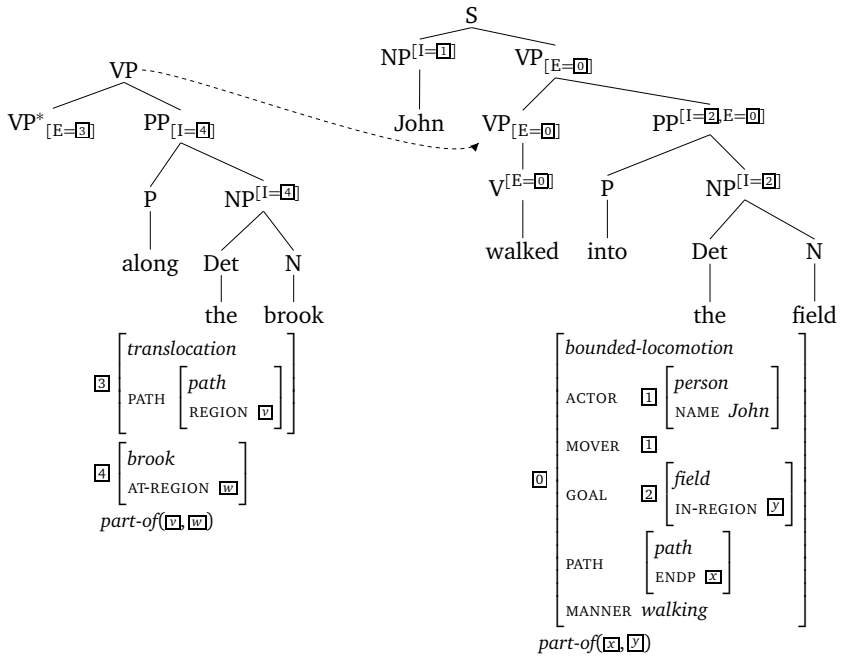 S
NP[I=1] VP[E=0]
VP
John
VP*[E=3] PP[I=4]
VP[E=0] PP[I=2,E=0]
P NP[I=4]
V[E=0] P NP[I=2]
along Det N
walked into Det N
the brook
the field
3 translocation
PATH path
REGION v
4 brook
AT-REGION w
part-of(v, w)
0 bounded-locomotion
ACTOR 1 person
NAME John
MOVER 1
GOAL 2 field
IN-REGION y
PATH path
ENDP x
MANNER walking
part-of(x, y)